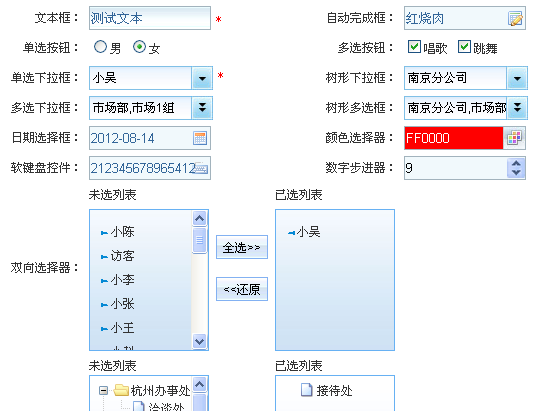 文本框： 测试文本 * 自动完成框： 红烧肉
单选按钮： 男 女 多选按钮： 唱歌 跳舞
单选下拉框： 小吴 * 树形下拉框： 南京分公司
多选下拉框： 市场部,市场1组 树形多选框： 南京分公司,市场部
日期选择框： 2012-08-14 颜色选择器： FF0000
软键盘控件： 212345678965412 数字步进器： 9
未选列表 已选列表
小陈 小吴
访客 全选>>
双向选择器： 小李
小张 <<还原
小王
未选列表 已选列表
杭州办事处 接待处
洽谈处